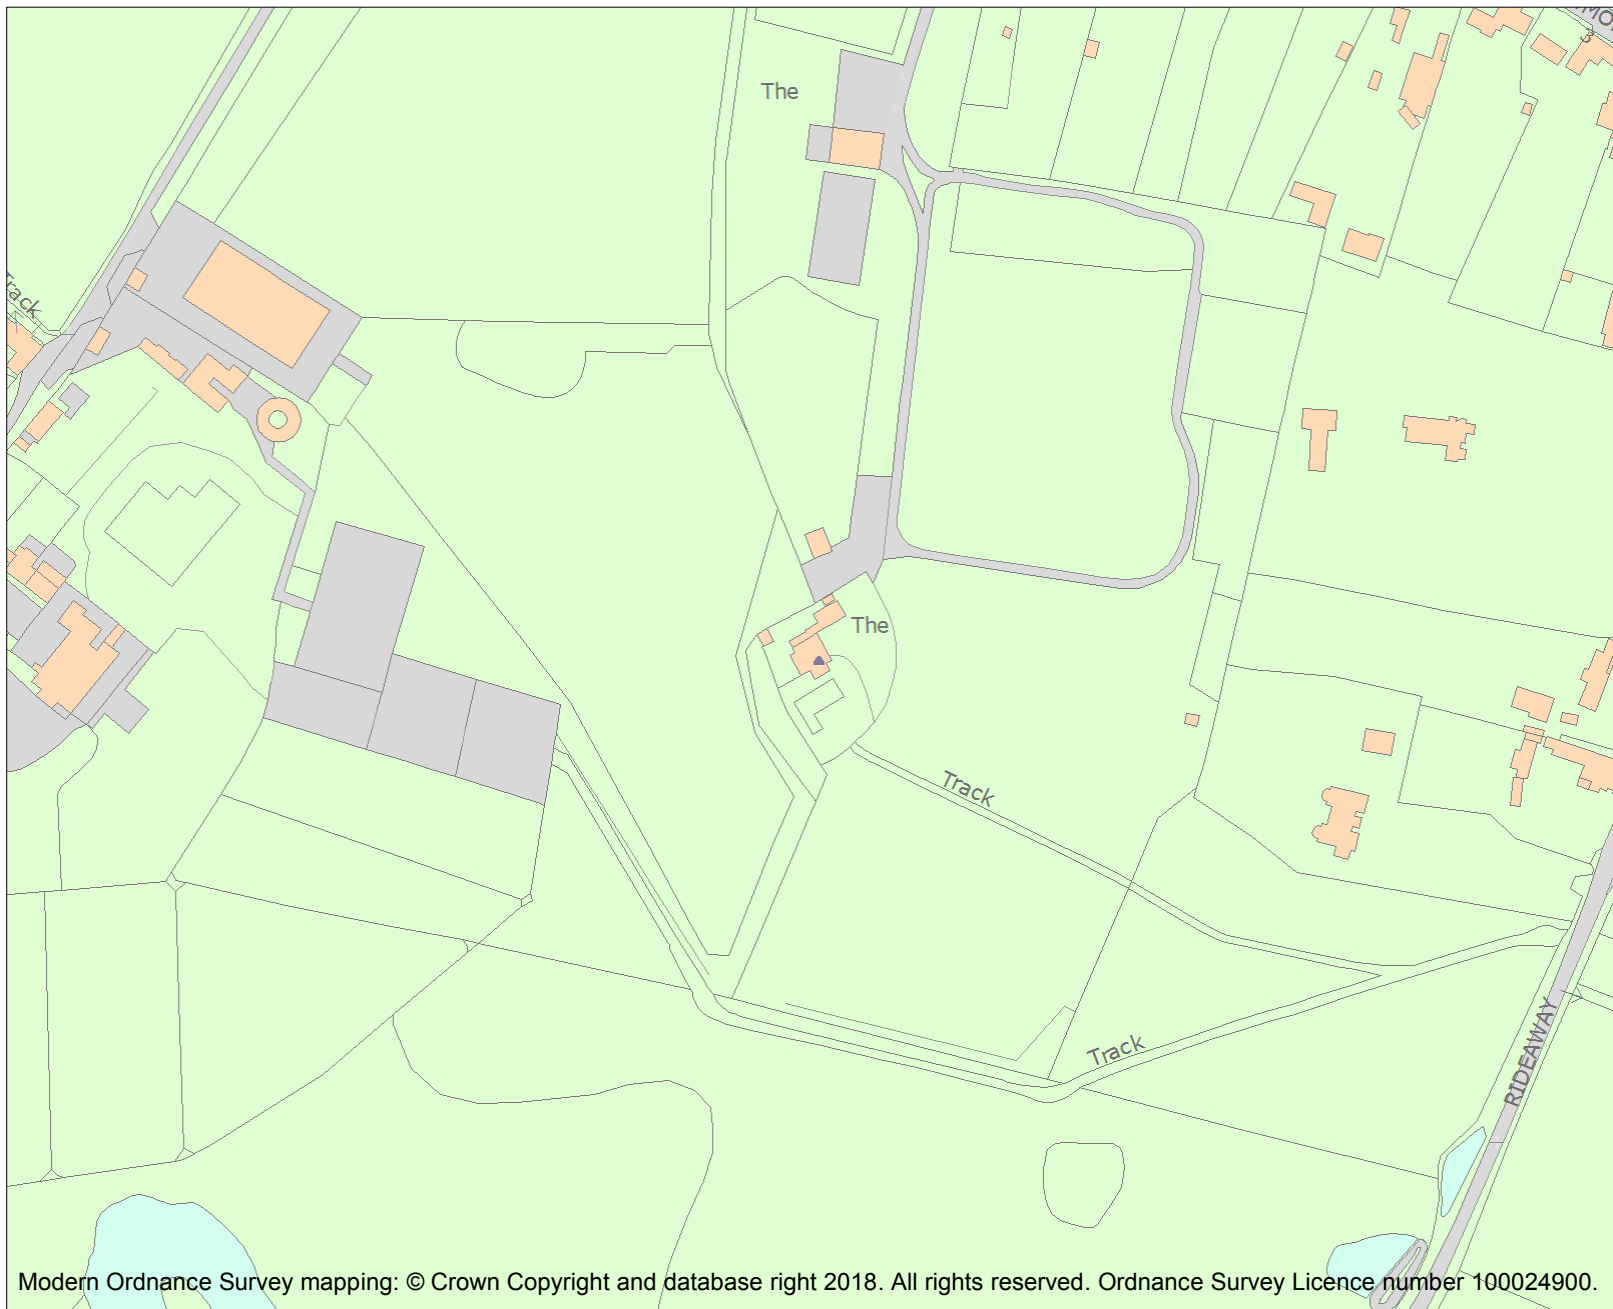 The
Track
The
Track
Track
RIDEAWAY
Modern Ordnance Survey mapping: © Crown Copyright and database right 2018. All rights reserved. Ordnance Survey Licence number 100024900.